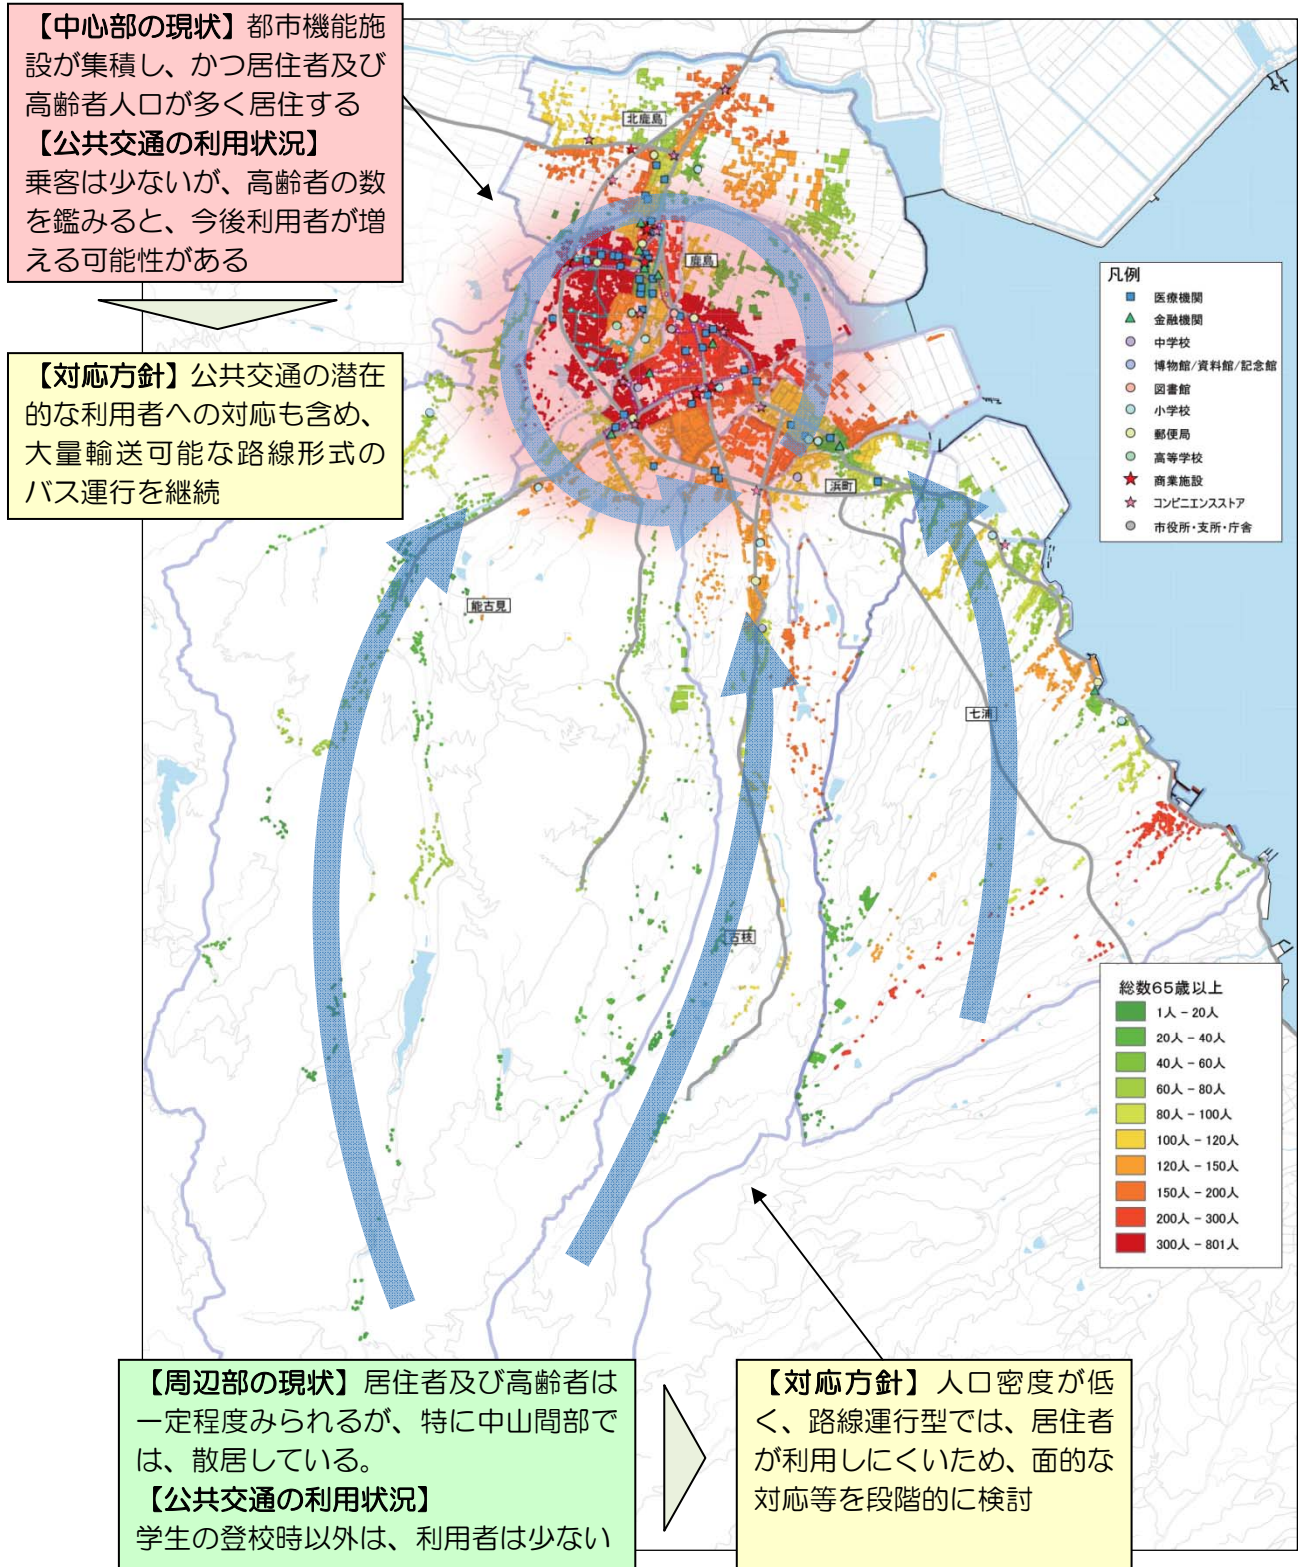 【中心部の現状】都市機能施
設が集積し、かつ居住者及び
高齢者人口が多く居住する
【公共交通の利用状況】
乗客は少ないが、高齢者の数
を鑑みると、今後利用者が増
える可能性がある
【対応方針】公共交通の潜在
的な利用者への対応も含め、
大量輸送可能な路線形式の
バス運行を継続
北鹿島
鹿島
浜町
能古見
七浦
古枝
凡例
医療機関
金融機関
中学校
博物館/資料館/記念館
図書館
小学校
郵便局
高等学校
商業施設
コンビニエンスストア
市役所・支所・庁舎
総数65歳以上
1人 - 20人
20人 - 40人
40人 - 60人
60人 - 80人
80人 - 100人
100人 - 120人
120人 - 150人
150人 - 200人
200人 - 300人
300人 - 801人
【周辺部の現状】居住者及び高齢者は
一定程度みられるが、特に中山間部で
は、散居している。
【公共交通の利用状況】
学生の登校時以外は、利用者は少ない
【対応方針】人口密度が低
く、路線運行型では、居住者
が利用しにくいため、面的な
対応等を段階的に検討